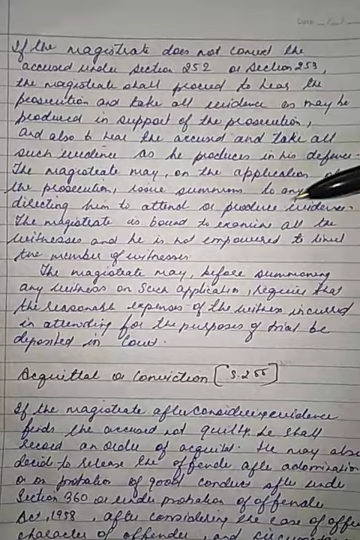 Date
If the magistrate does not convict the
accused under section 252 or section 253,
the magistrate shall proceed to hear the
prosecution and take all evidence as may be
produced in support of the prosecution,
and also to hear the accused and take all
such evidence as he produces in his defence.
The magistrate may, on the application of
the prosecution, issue summons to any
directing him to attend or produce evidence.
The magistrate is bound to examine all the
witnesses and he is not empowered to limit
the number of witnesses
The magistrate may, before summoning
any witness on such application, require that
the reasonable expenses of the witness incurred
in attending for the purposes of trial be
deposited in court.
Acquittal or Conviction [S.255]
If the magistrate after evidence
finds the accused not guilty, he shall
record an order of acquittal. He may also
decide to release the offender after admonition
or on probation of good conduct after under
Section 360 or under probation of offender
Act, 1958, after considering the case of
character of offender, and